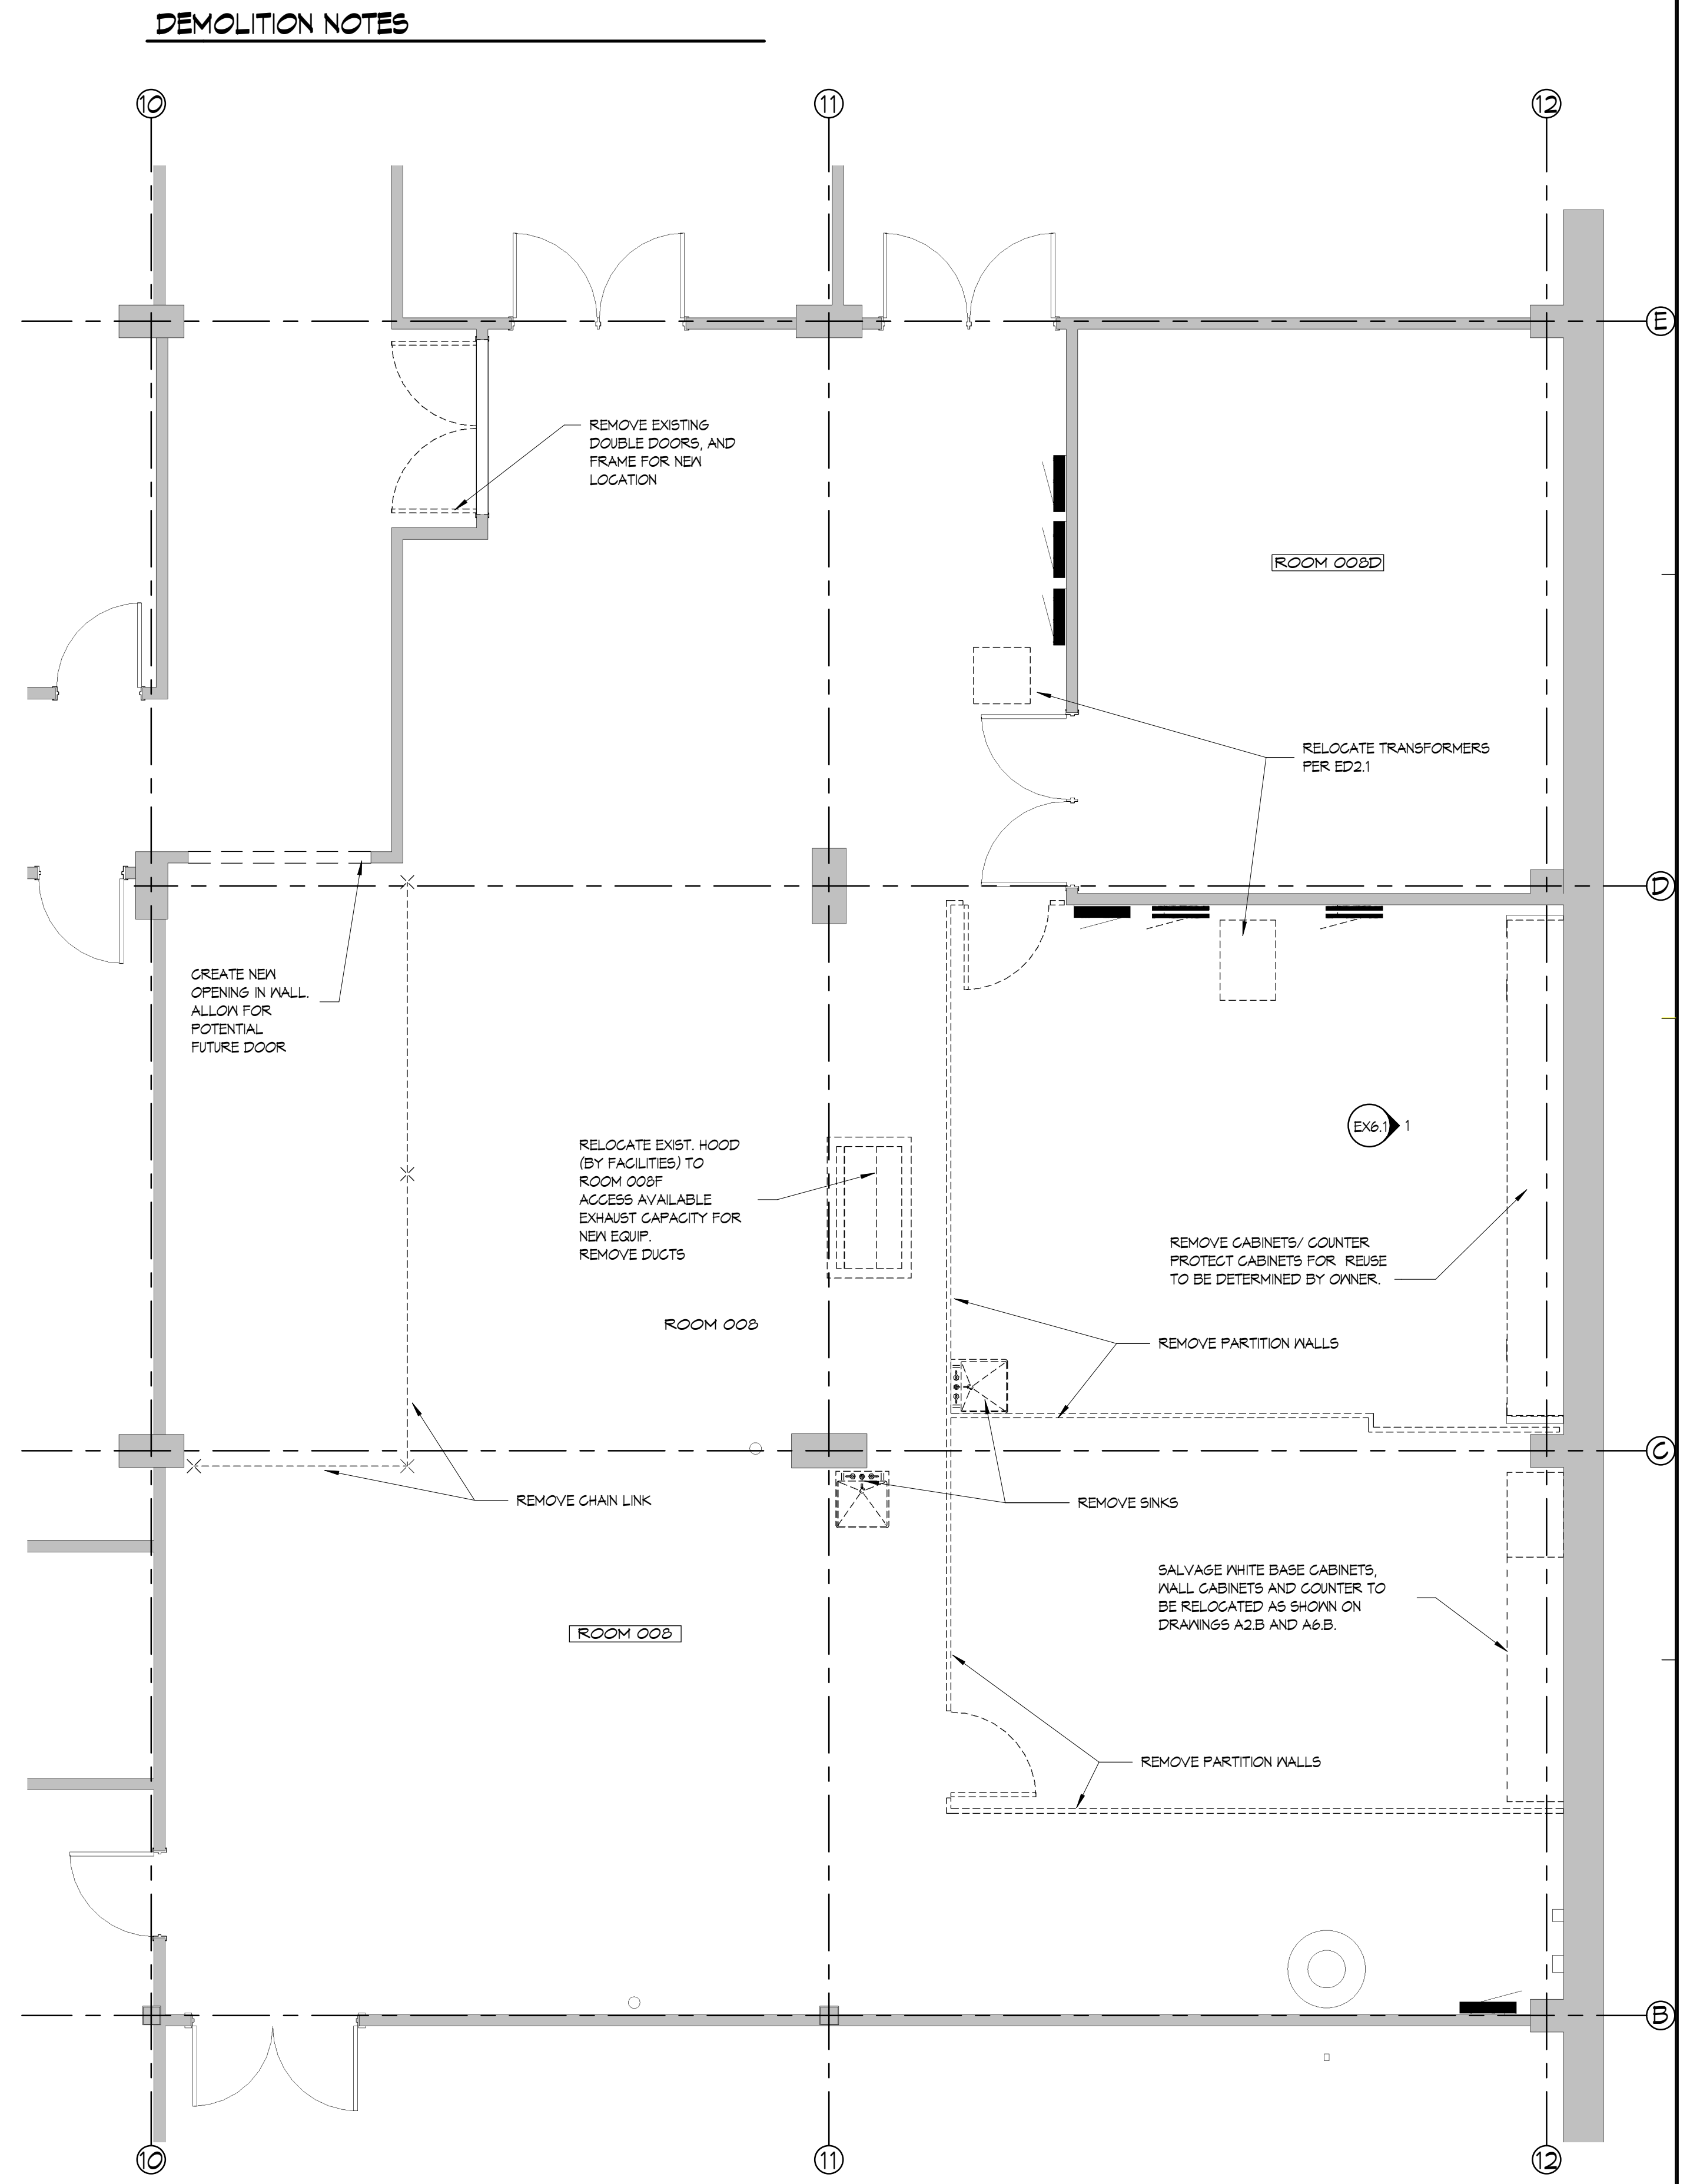 DEMOLITION NOTES
10
11
12
E
REMOVE EXISTING
DOUBLE DOORS, AND
FRAME FOR NEW
LOCATION
ROOM 008D
RELOCATE TRANSFORMERS
PER ED2.1
D
CREATE NEW
OPENING IN WALL.
ALLOW FOR
POTENTIAL
FUTURE DOOR
EX6.1
1
RELOCATE EXIST. HOOD
(BY FACILITIES) TO
ROOM 008F
ACCESS AVAILABLE
EXHAUST CAPACITY FOR
NEW EQUIP.
REMOVE DUCTS
REMOVE CABINETS/ COUNTER
PROTECT CABINETS FOR REUSE
TO BE DETERMINED BY OWNER.
ROOM 008
REMOVE PARTITION WALLS
C
REMOVE CHAIN LINK
REMOVE SINKS
SALVAGE WHITE BASE CABINETS,
WALL CABINETS AND COUNTER TO
BE RELOCATED AS SHOWN ON
DRAWINGS A2.B AND A6.B.
ROOM 008
REMOVE PARTITION WALLS
B
10
11
12